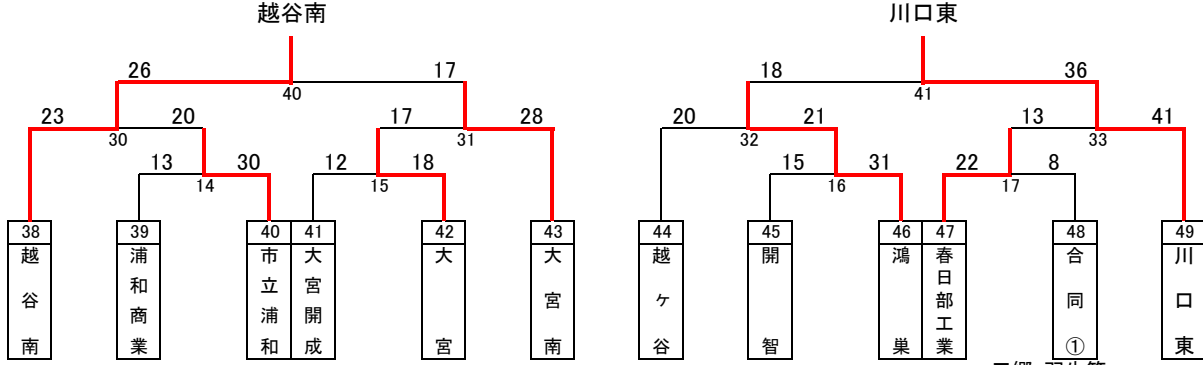 越谷南 川口東
26 17 18 36
40 41
23 20 17 28 20 21 13 41
30 31 32 33
13 30 12 18 15 31 22 8
14 15 16 17
38 39 40 41 42 43 44 45 46 47 48 49
越谷南
浦和商業
市立浦和
大宮開成
大宮
大宮南
越ヶ谷
開智
鴻巣
春日部工業
合同①
川口東